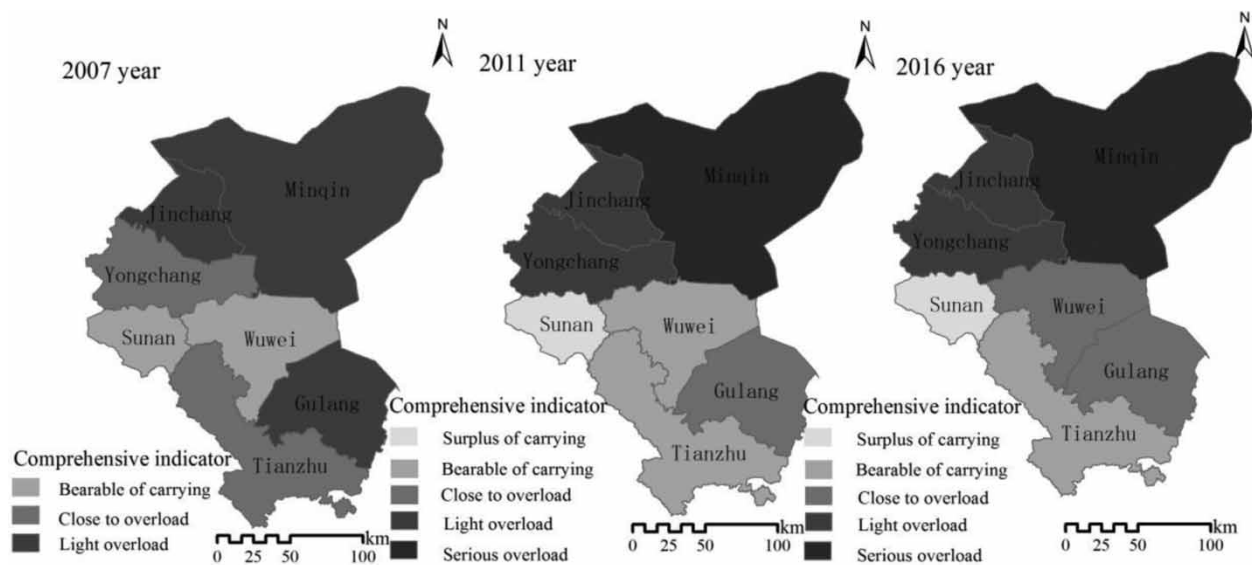 N
2007 year
Minqin
Jinchang
Yongchang
Sunan
Wuwei
Gulang
Tianzhu
Comprehensive indicator
Bearable of carrying
Close to overload
Light overload
km
0 25 50 100
N
2011 year
Minqin
Jinchang
Yongchang
Sunan
Wuwei
Gulang
Tianzhu
Comprehensive indicator
Surplus of carrying
Bearable of carrying
Close to overload
Light overload
Serious overload
km
0 25 50 100
N
2016 year
Minqin
Jinchang
Yongchang
Sunan
Wuwei
Gulang
Tianzhu
Comprehensive indicator
Surplus of carrying
Bearable of carrying
Close to overload
Light overload
Serious overload
km
0 25 50 100